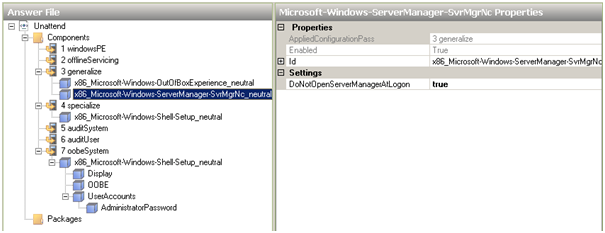 Answer File
Unattend
Components
1 windowsPE
2 offlineServicing
3 generalize
x86_Microsoft-Windows-OutOfBoxExperience_neutral
x86_Microsoft-Windows-ServerManager-SvrMgrNc_neutral
4 specialize
x86_Microsoft-Windows-Shell-Setup_neutral
5 auditSystem
6 auditUser
7 oobeSystem
x86_Microsoft-Windows-Shell-Setup_neutral
Display
OOBE
UserAccounts
AdministratorPassword
Packages
Microsoft-Windows-ServerManager-SvrMgrNc Properties
Properties
AppliedConfigurationPass 3 generalize
Enabled True
Id x86_Microsoft-Windows-ServerManager-SvrMgrNc
Settings
DoNotOpenServerManagerAtLogon true